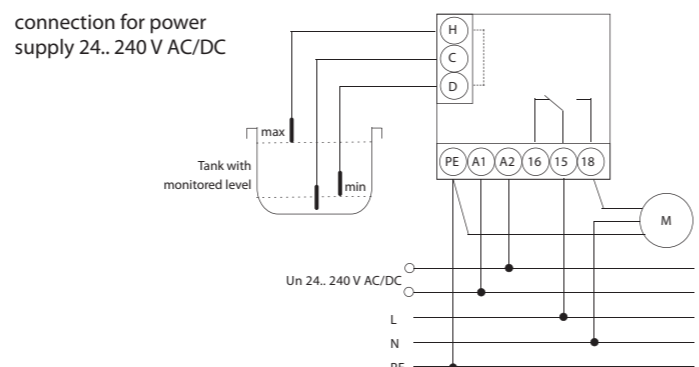 connection for power
supply 24.. 240 V AC/DC
H
C
D
max
Tank with
monitored level
min
PE A1 A2 16 15 18
M
Un 24.. 240 V AC/DC
L
N
PE